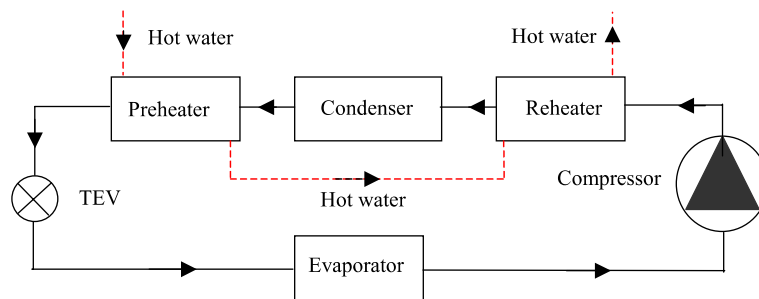 Hot water
Hot water
Preheater
Condenser
Reheater
Compressor
TEV
Hot water
Evaporator